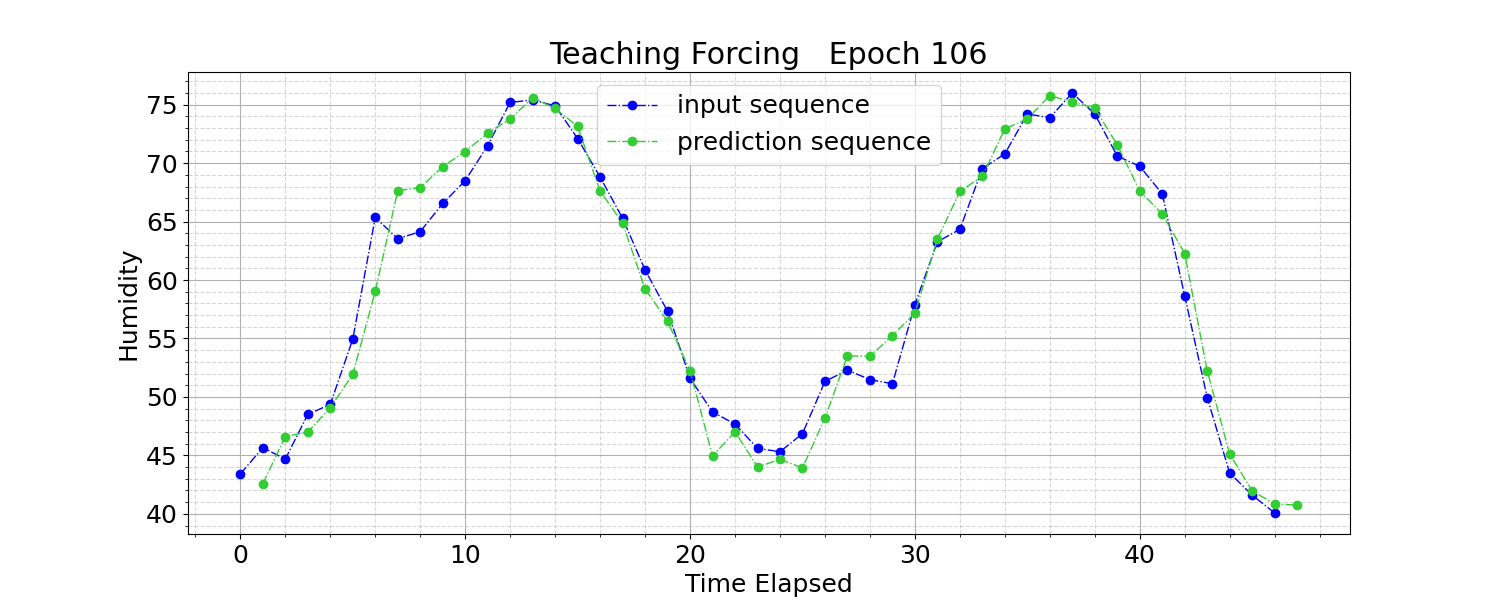 Teaching Forcing   Epoch 106
input sequence
prediction sequence
Humidity
75
70
65
60
55
50
45
40
0 10 20 30 40
Time Elapsed